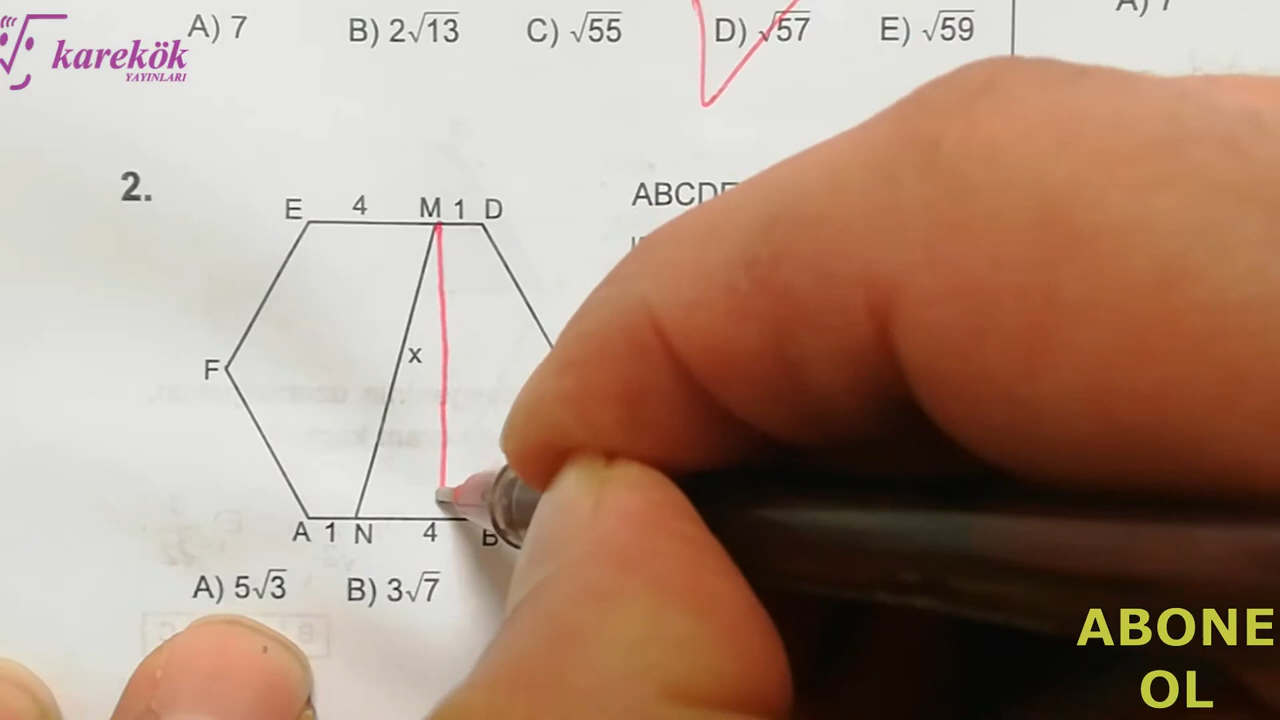 karekök
YAYINLARI
A) 7
B) 2√13
C) √55
D) √57
E) √59
A) 7
2.
E 4 M 1 D
F
x
A 1 N 4 B
A) 5√3
B) 3√7
ABCDE
ABONE
OL